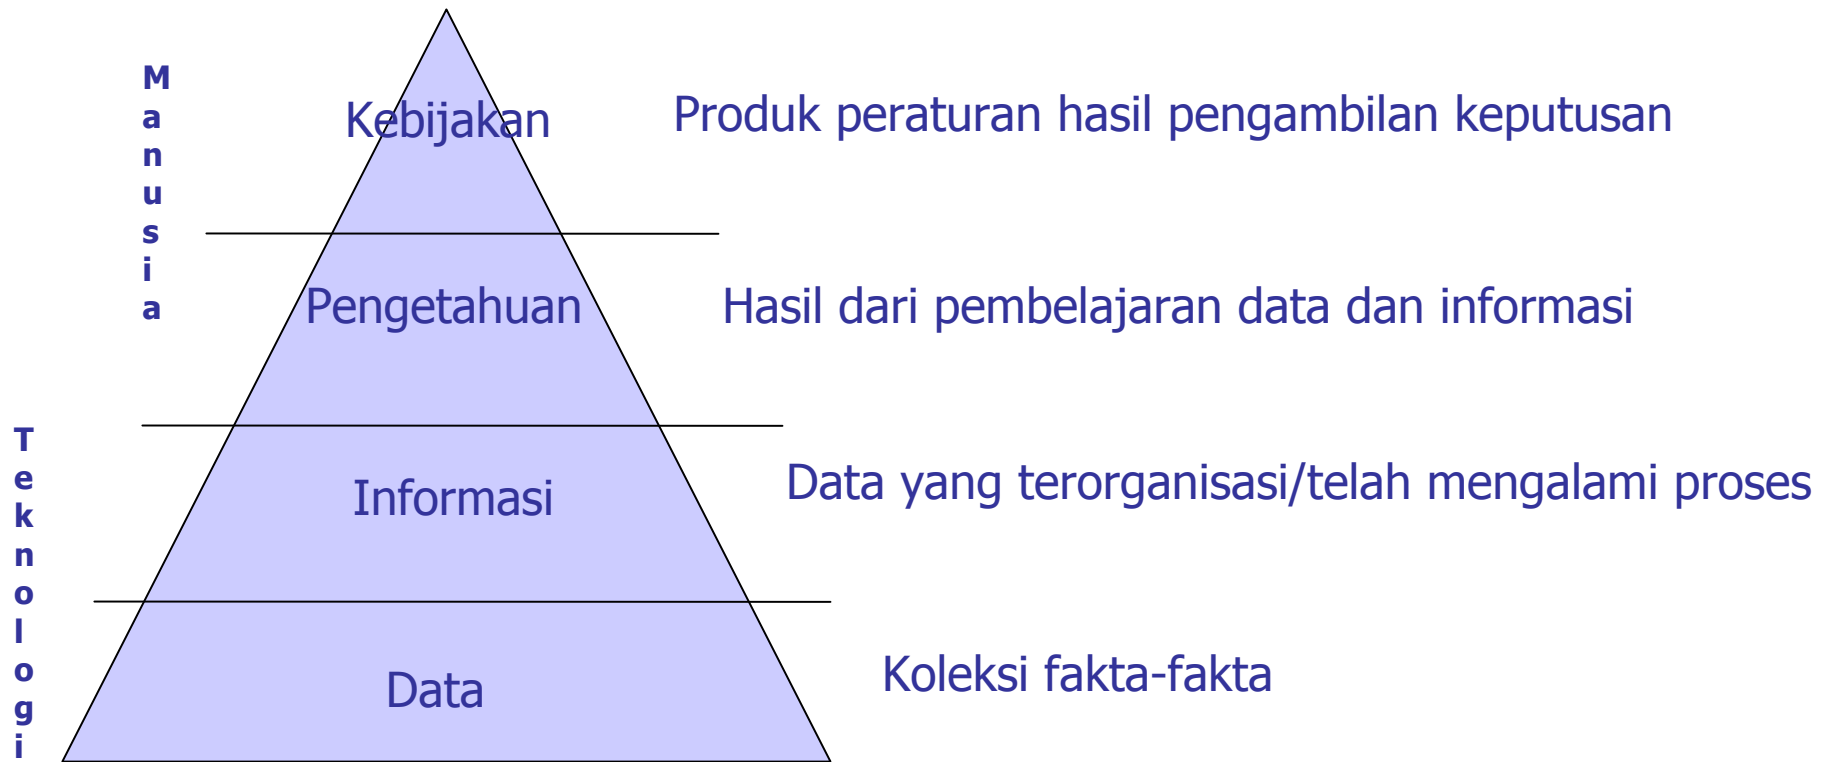 Manusia
Kebijakan
Produk peraturan hasil pengambilan keputusan
Pengetahuan
Hasil dari pembelajaran data dan informasi
Teknologi
Informasi
Data yang terorganisasi/telah mengalami proses
Data
Koleksi fakta-fakta